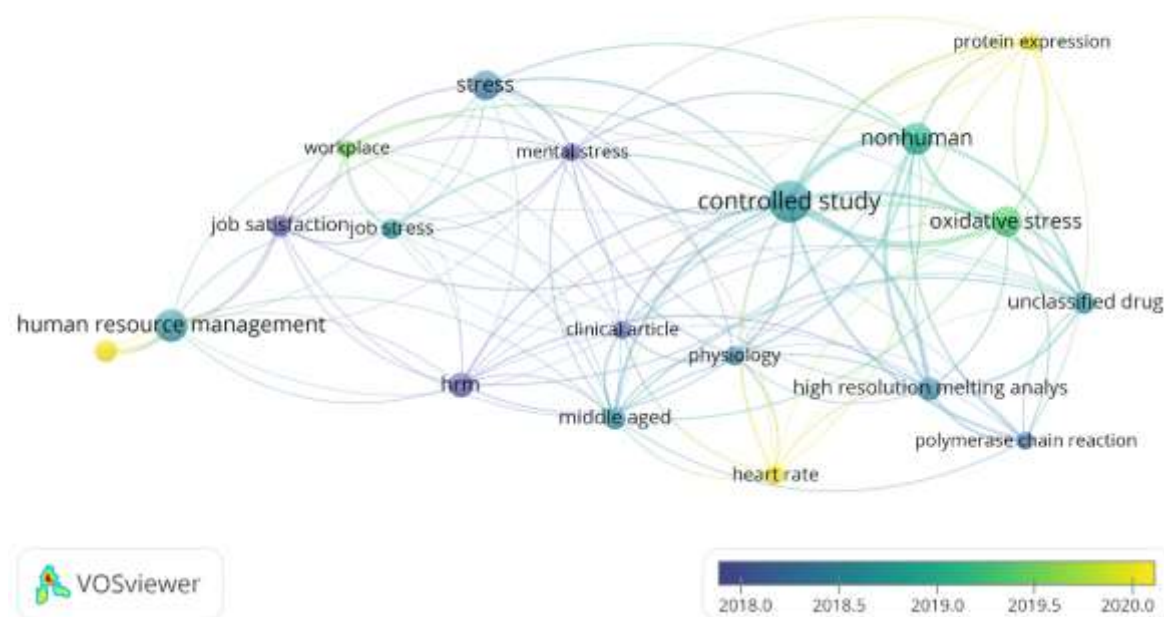 protein expression
stress
nonhuman
workplace
mental stress
controlled study
job satisfaction
job stress
oxidative stress
unclassified drug
human resource management
clinical article
physiology
hrm
high resolution melting analys
middle aged
polymerase chain reaction
heart rate
VOSviewer
2018.0 2018.5 2019.0 2019.5 2020.0